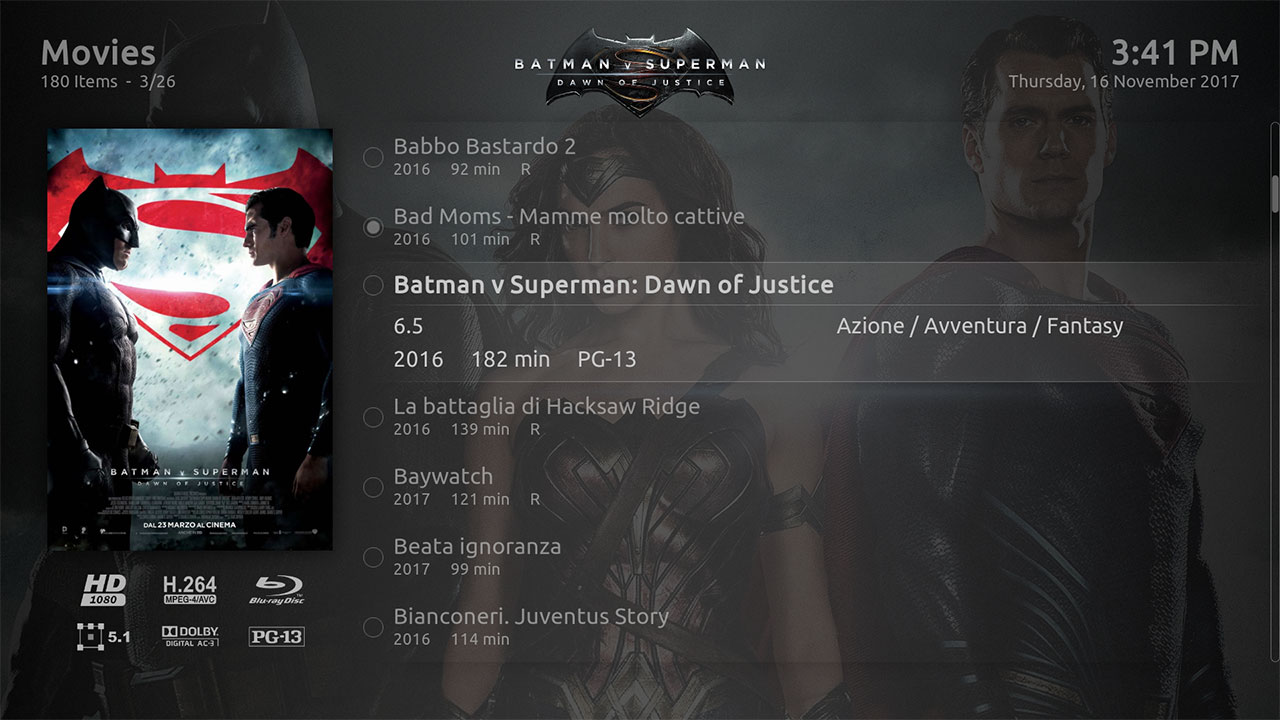 Movies
180 Items - 3/26
BATMAN V SUPERMAN
DAWN OF JUSTICE
3:41 PM
Thursday, 16 November 2017
Babbo Bastardo 2
2016 92 min R
Bad Moms - Mamme molto cattive
2016 101 min R
Batman v Superman: Dawn of Justice
6.5 Azione / Avventura / Fantasy
2016 182 min PG-13
La battaglia di Hacksaw Ridge
2016 139 min R
Baywatch
2017 121 min R
Beata ignoranza
2017 99 min
Bianconeri. Juventus Story
2016 114 min
BATMAN V SUPERMAN
DAWN OF JUSTICE
DAL 23 MARZO AL CINEMA
HD 1080
H.264
MPEG-4/AVC
Blu-ray Disc
5.1
DOLBY
DIGITAL AC-3
PG-13